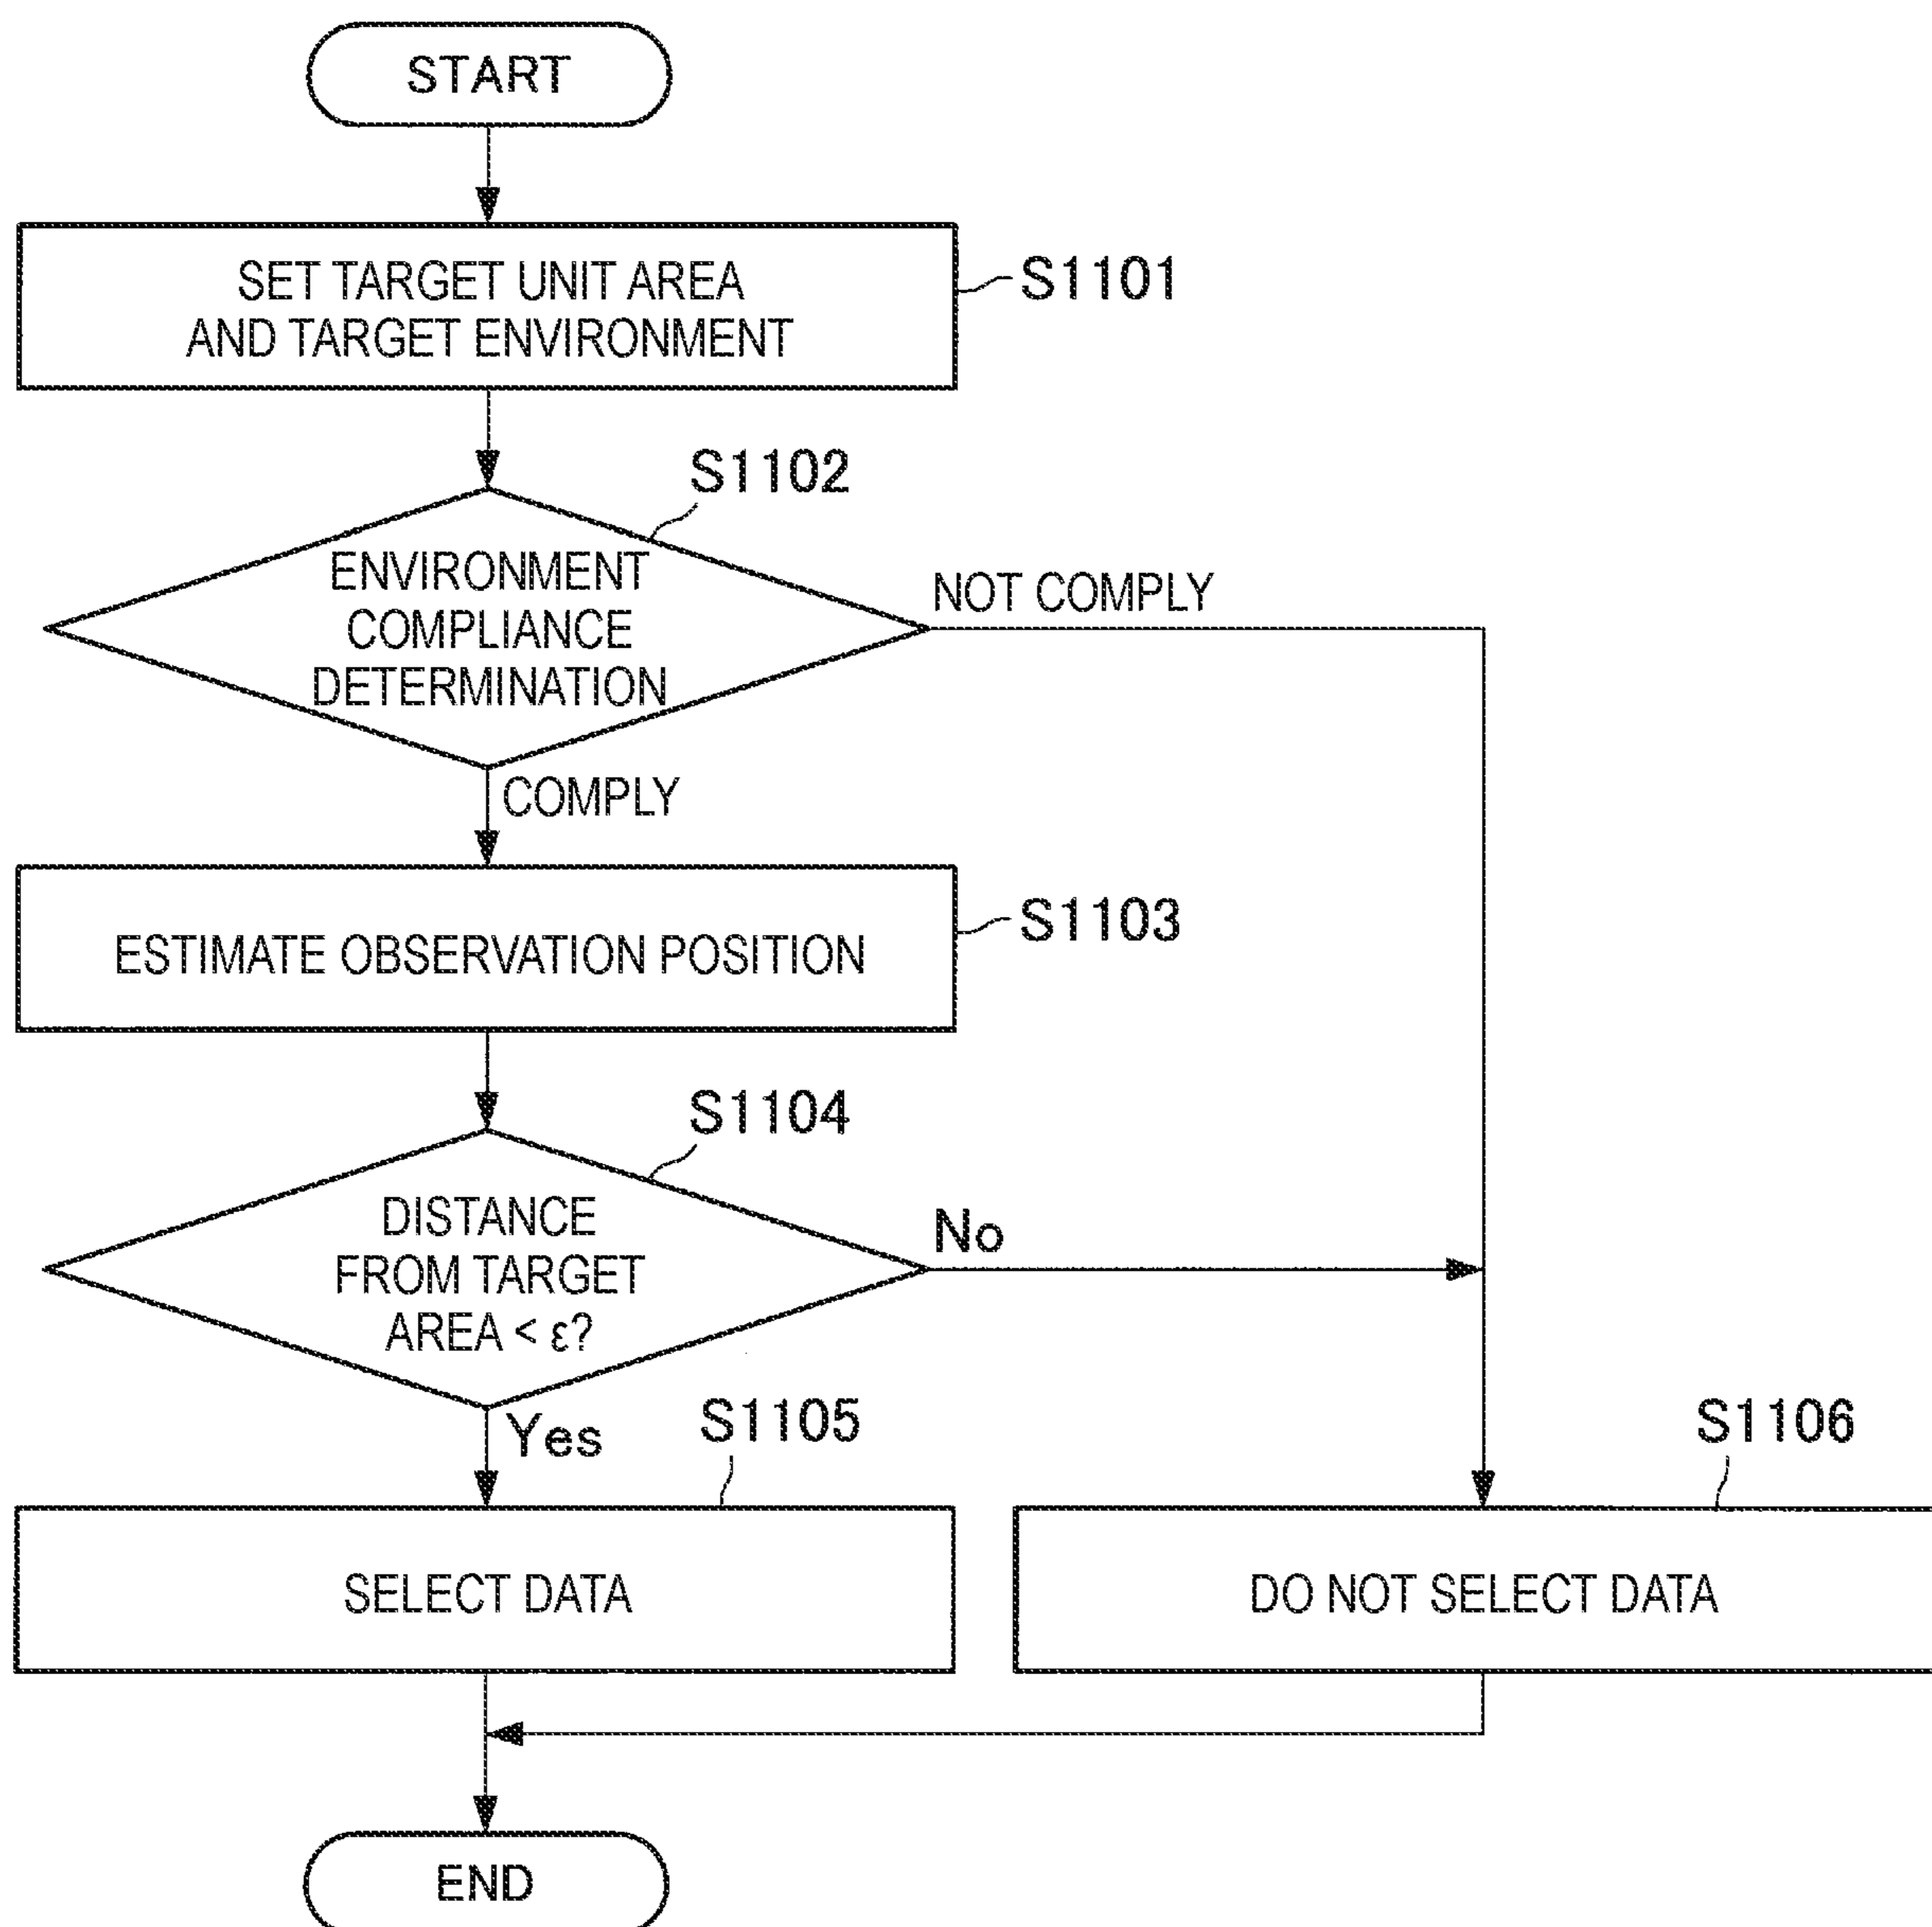 START
SET TARGET UNIT AREA
AND TARGET ENVIRONMENT
S1101
S1102
ENVIRONMENT
COMPLIANCE
DETERMINATION
NOT COMPLY
COMPLY
ESTIMATE OBSERVATION POSITION
S1103
S1104
DISTANCE
FROM TARGET
AREA < ε?
No
Yes
S1105
SELECT DATA
S1106
DO NOT SELECT DATA
END